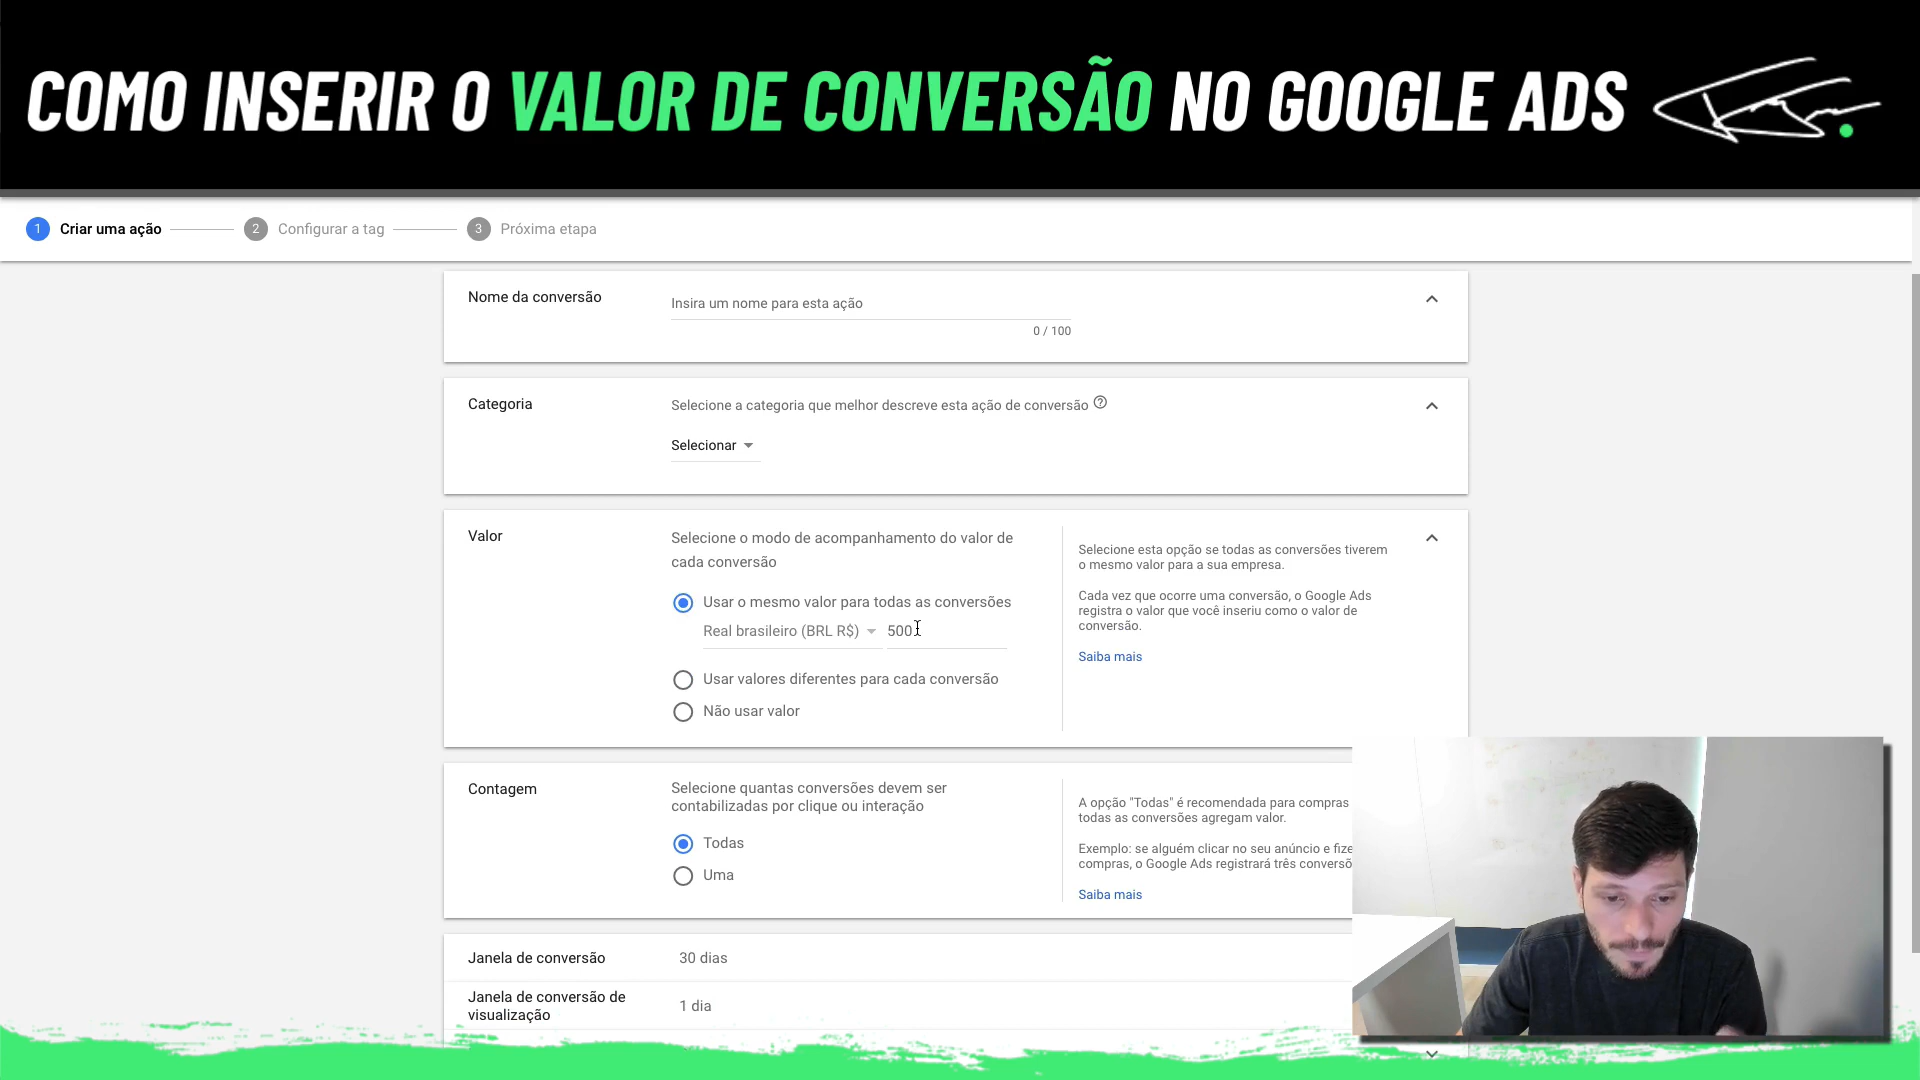 COMO INSERIR O VALOR DE CONVERSÃO NO GOOGLE ADS
1 Criar uma ação 2 Configurar a tag 3 Próxima etapa
Nome da conversão
Insira um nome para esta ação
0 / 100
Categoria
Selecione a categoria que melhor descreve esta ação de conversão ?
Selecionar
Valor
Selecione o modo de acompanhamento do valor de
cada conversão
Usar o mesmo valor para todas as conversões
Real brasileiro (BRL R$) 500
Usar valores diferentes para cada conversão
Não usar valor
Selecione esta opção se todas as conversões tiverem
o mesmo valor para a sua empresa.
Cada vez que ocorre uma conversão, o Google Ads
registra o valor que você inseriu como o valor de
conversão.
Saiba mais
Contagem
Selecione quantas conversões devem ser
contabilizadas por clique ou interação
Todas
Uma
A opção "Todas" é recomendada para compras
todas as conversões agregam valor.
Exemplo: se alguém clicar no seu anúncio e fize
compras, o Google Ads registrará três conversõ
Saiba mais
Janela de conversão 30 dias
Janela de conversão de
visualização
1 dia